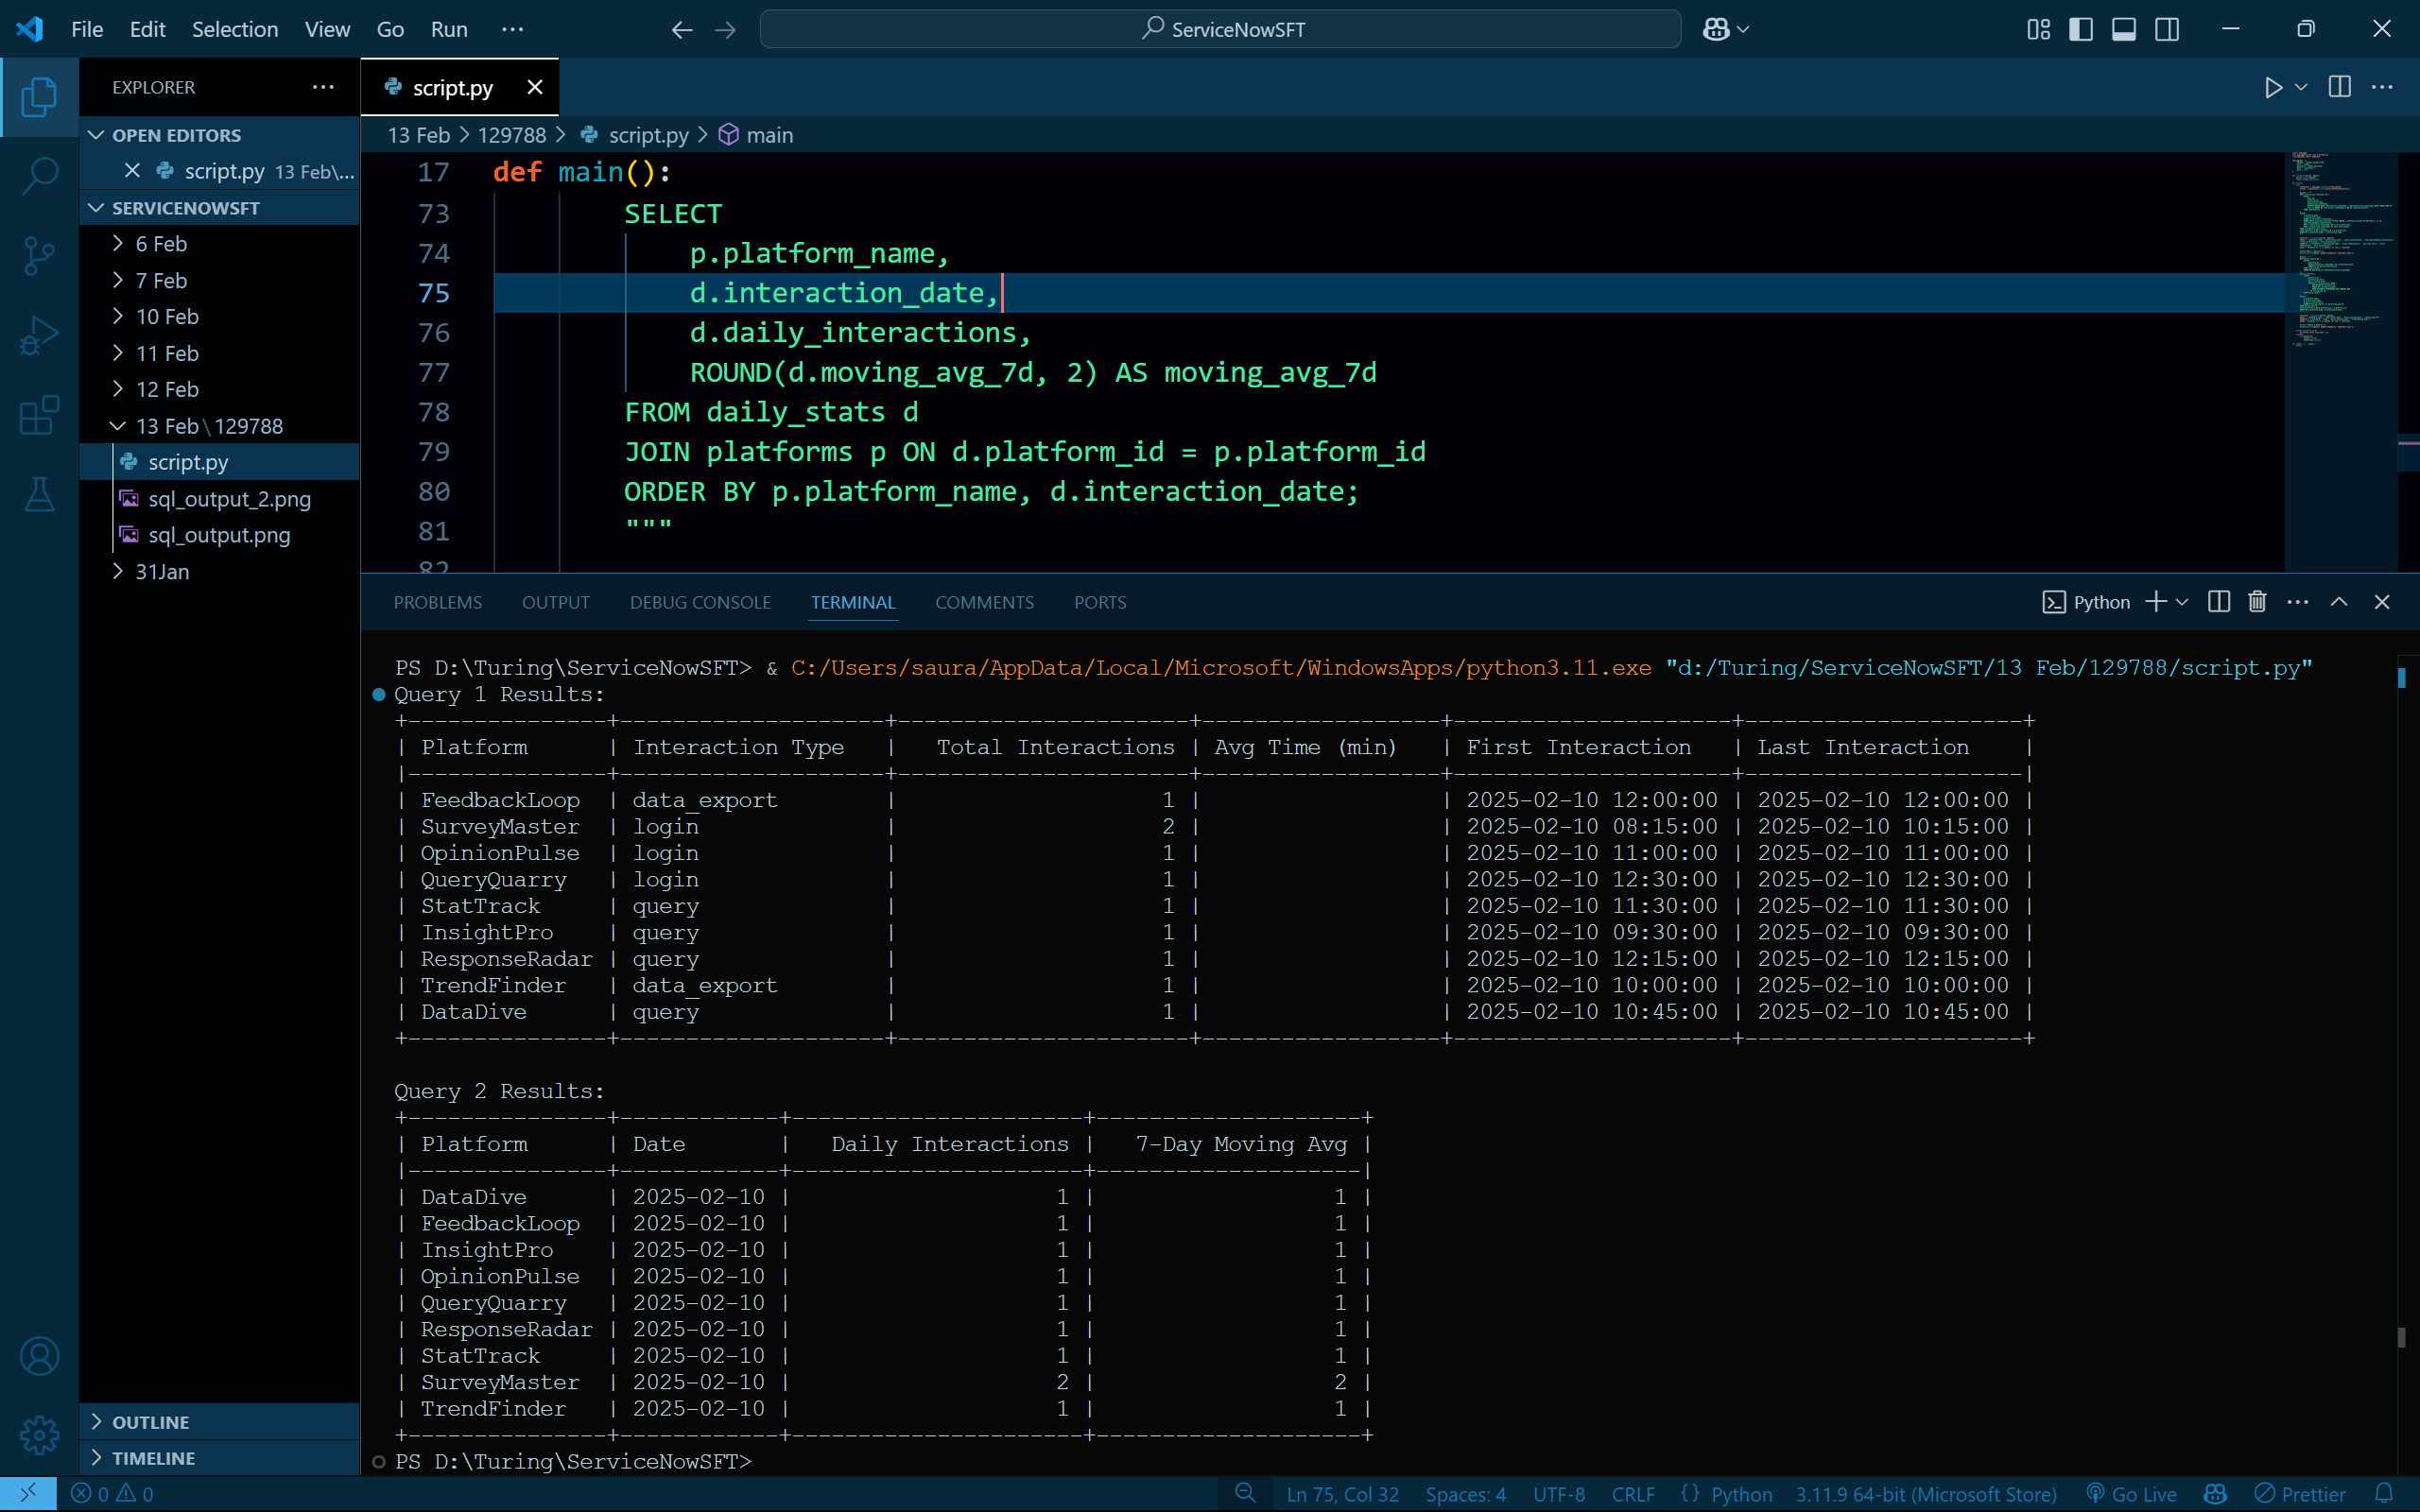 File Edit Selection View Go Run ··· ServiceNowSFT
EXPLORER
OPEN EDITORS
script.py 13 Feb\...
SERVICENOWSFT
6 Feb
7 Feb
10 Feb
11 Feb
12 Feb
13 Feb\129788
script.py
sql_output_2.png
sql_output.png
31Jan
OUTLINE
TIMELINE
script.py
13 Feb > 129788 > script.py > main
17 def main():
73 SELECT
74 p.platform_name,
75 d.interaction_date,
76 d.daily_interactions,
77 ROUND(d.moving_avg_7d, 2) AS moving_avg_7d
78 FROM daily_stats d
79 JOIN platforms p ON d.platform_id = p.platform_id
80 ORDER BY p.platform_name, d.interaction_date;
81 """
82
PROBLEMS OUTPUT DEBUG CONSOLE TERMINAL COMMENTS PORTS Python
PS D:\Turing\ServiceNowSFT> & C:/Users/saura/AppData/Local/Microsoft/WindowsApps/python3.11.exe "d:/Turing/ServiceNowSFT/13 Feb/129788/script.py"
Query 1 Results:
+---------------+--------------------+----------------------+------------------+---------------------+---------------------+
| Platform | Interaction Type | Total Interactions | Avg Time (min) | First Interaction | Last Interaction |
|---------------+--------------------+----------------------+------------------+---------------------+---------------------|
| FeedbackLoop | data_export | 1 | | 2025-02-10 12:00:00 | 2025-02-10 12:00:00 |
| SurveyMaster | login | 2 | | 2025-02-10 08:15:00 | 2025-02-10 10:15:00 |
| OpinionPulse | login | 1 | | 2025-02-10 11:00:00 | 2025-02-10 11:00:00 |
| QueryQuarry | login | 1 | | 2025-02-10 12:30:00 | 2025-02-10 12:30:00 |
| StatTrack | query | 1 | | 2025-02-10 11:30:00 | 2025-02-10 11:30:00 |
| InsightPro | query | 1 | | 2025-02-10 09:30:00 | 2025-02-10 09:30:00 |
| ResponseRadar | query | 1 | | 2025-02-10 12:15:00 | 2025-02-10 12:15:00 |
| TrendFinder | data_export | 1 | | 2025-02-10 10:00:00 | 2025-02-10 10:00:00 |
| DataDive | query | 1 | | 2025-02-10 10:45:00 | 2025-02-10 10:45:00 |
+---------------+--------------------+----------------------+------------------+---------------------+---------------------+
Query 2 Results:
+---------------+------------+----------------------+--------------------+
| Platform | Date | Daily Interactions | 7-Day Moving Avg |
|---------------+------------+----------------------+--------------------|
| DataDive | 2025-02-10 | 1 | 1 |
| FeedbackLoop | 2025-02-10 | 1 | 1 |
| InsightPro | 2025-02-10 | 1 | 1 |
| OpinionPulse | 2025-02-10 | 1 | 1 |
| QueryQuarry | 2025-02-10 | 1 | 1 |
| ResponseRadar | 2025-02-10 | 1 | 1 |
| StatTrack | 2025-02-10 | 1 | 1 |
| SurveyMaster | 2025-02-10 | 2 | 2 |
| TrendFinder | 2025-02-10 | 1 | 1 |
+---------------+------------+----------------------+--------------------+
PS D:\Turing\ServiceNowSFT>
0 0 Ln 75, Col 32 Spaces: 4 UTF-8 CRLF {} Python 3.11.9 64-bit (Microsoft Store) Go Live Prettier